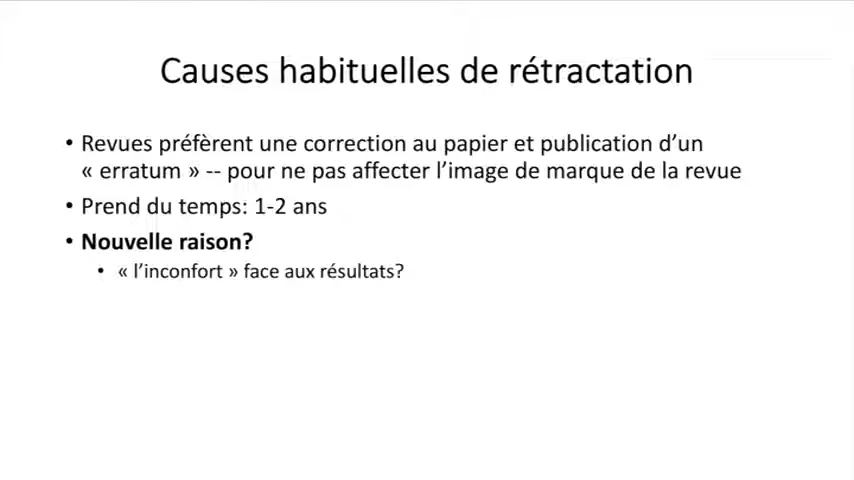 Causes habituelles de rétractation
• Revues préfèrent une correction au papier et publication d’un
« erratum » -- pour ne pas affecter l’image de marque de la revue
• Prend du temps: 1-2 ans
• Nouvelle raison?
• « l’inconfort » face aux résultats?